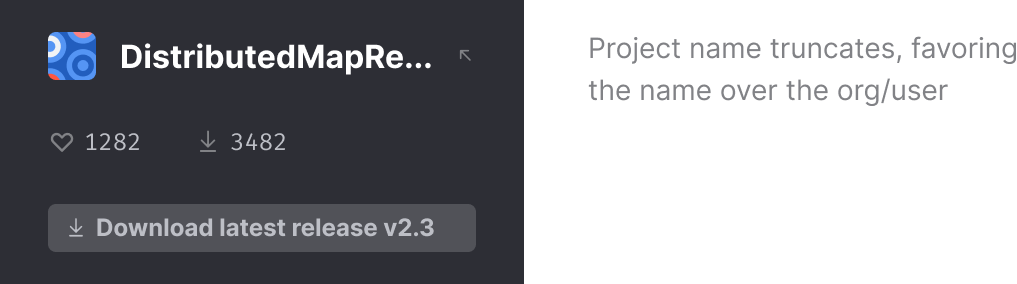 DistributedMapRe...
1282 3482
Download latest release v2.3
Project name truncates, favoring
the name over the org/user